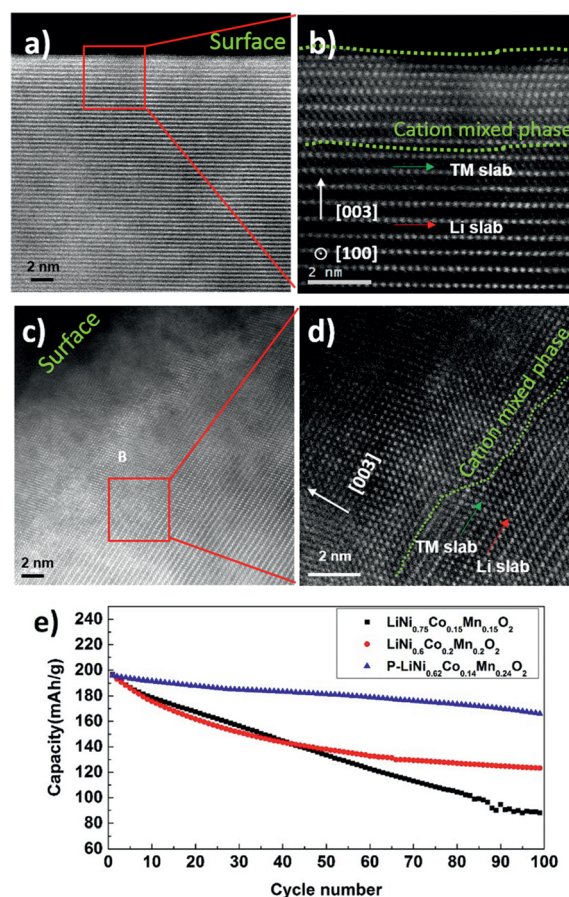 a)
Surface
2 nm
b)
Cation mixed phase
TM slab
[003]
Li slab
[100]
2 nm
c)
Surface
B
2 nm
d)
Cation mixed phase
[003]
TM slab
Li slab
2 nm
e)
LiNi₀.₇₅Co₀.₁₅Mn₀.₁₅O₂
LiNi₀.₆Co₀.₂Mn₀.₂O₂
P-LiNi₀.₆₂Co₀.₁₄Mn₀.₂₄O₂
Capacity(mAh/g)
240
220
200
180
160
140
120
100
80
60
0 10 20 30 40 50 60 70 80 90 100
Cycle number